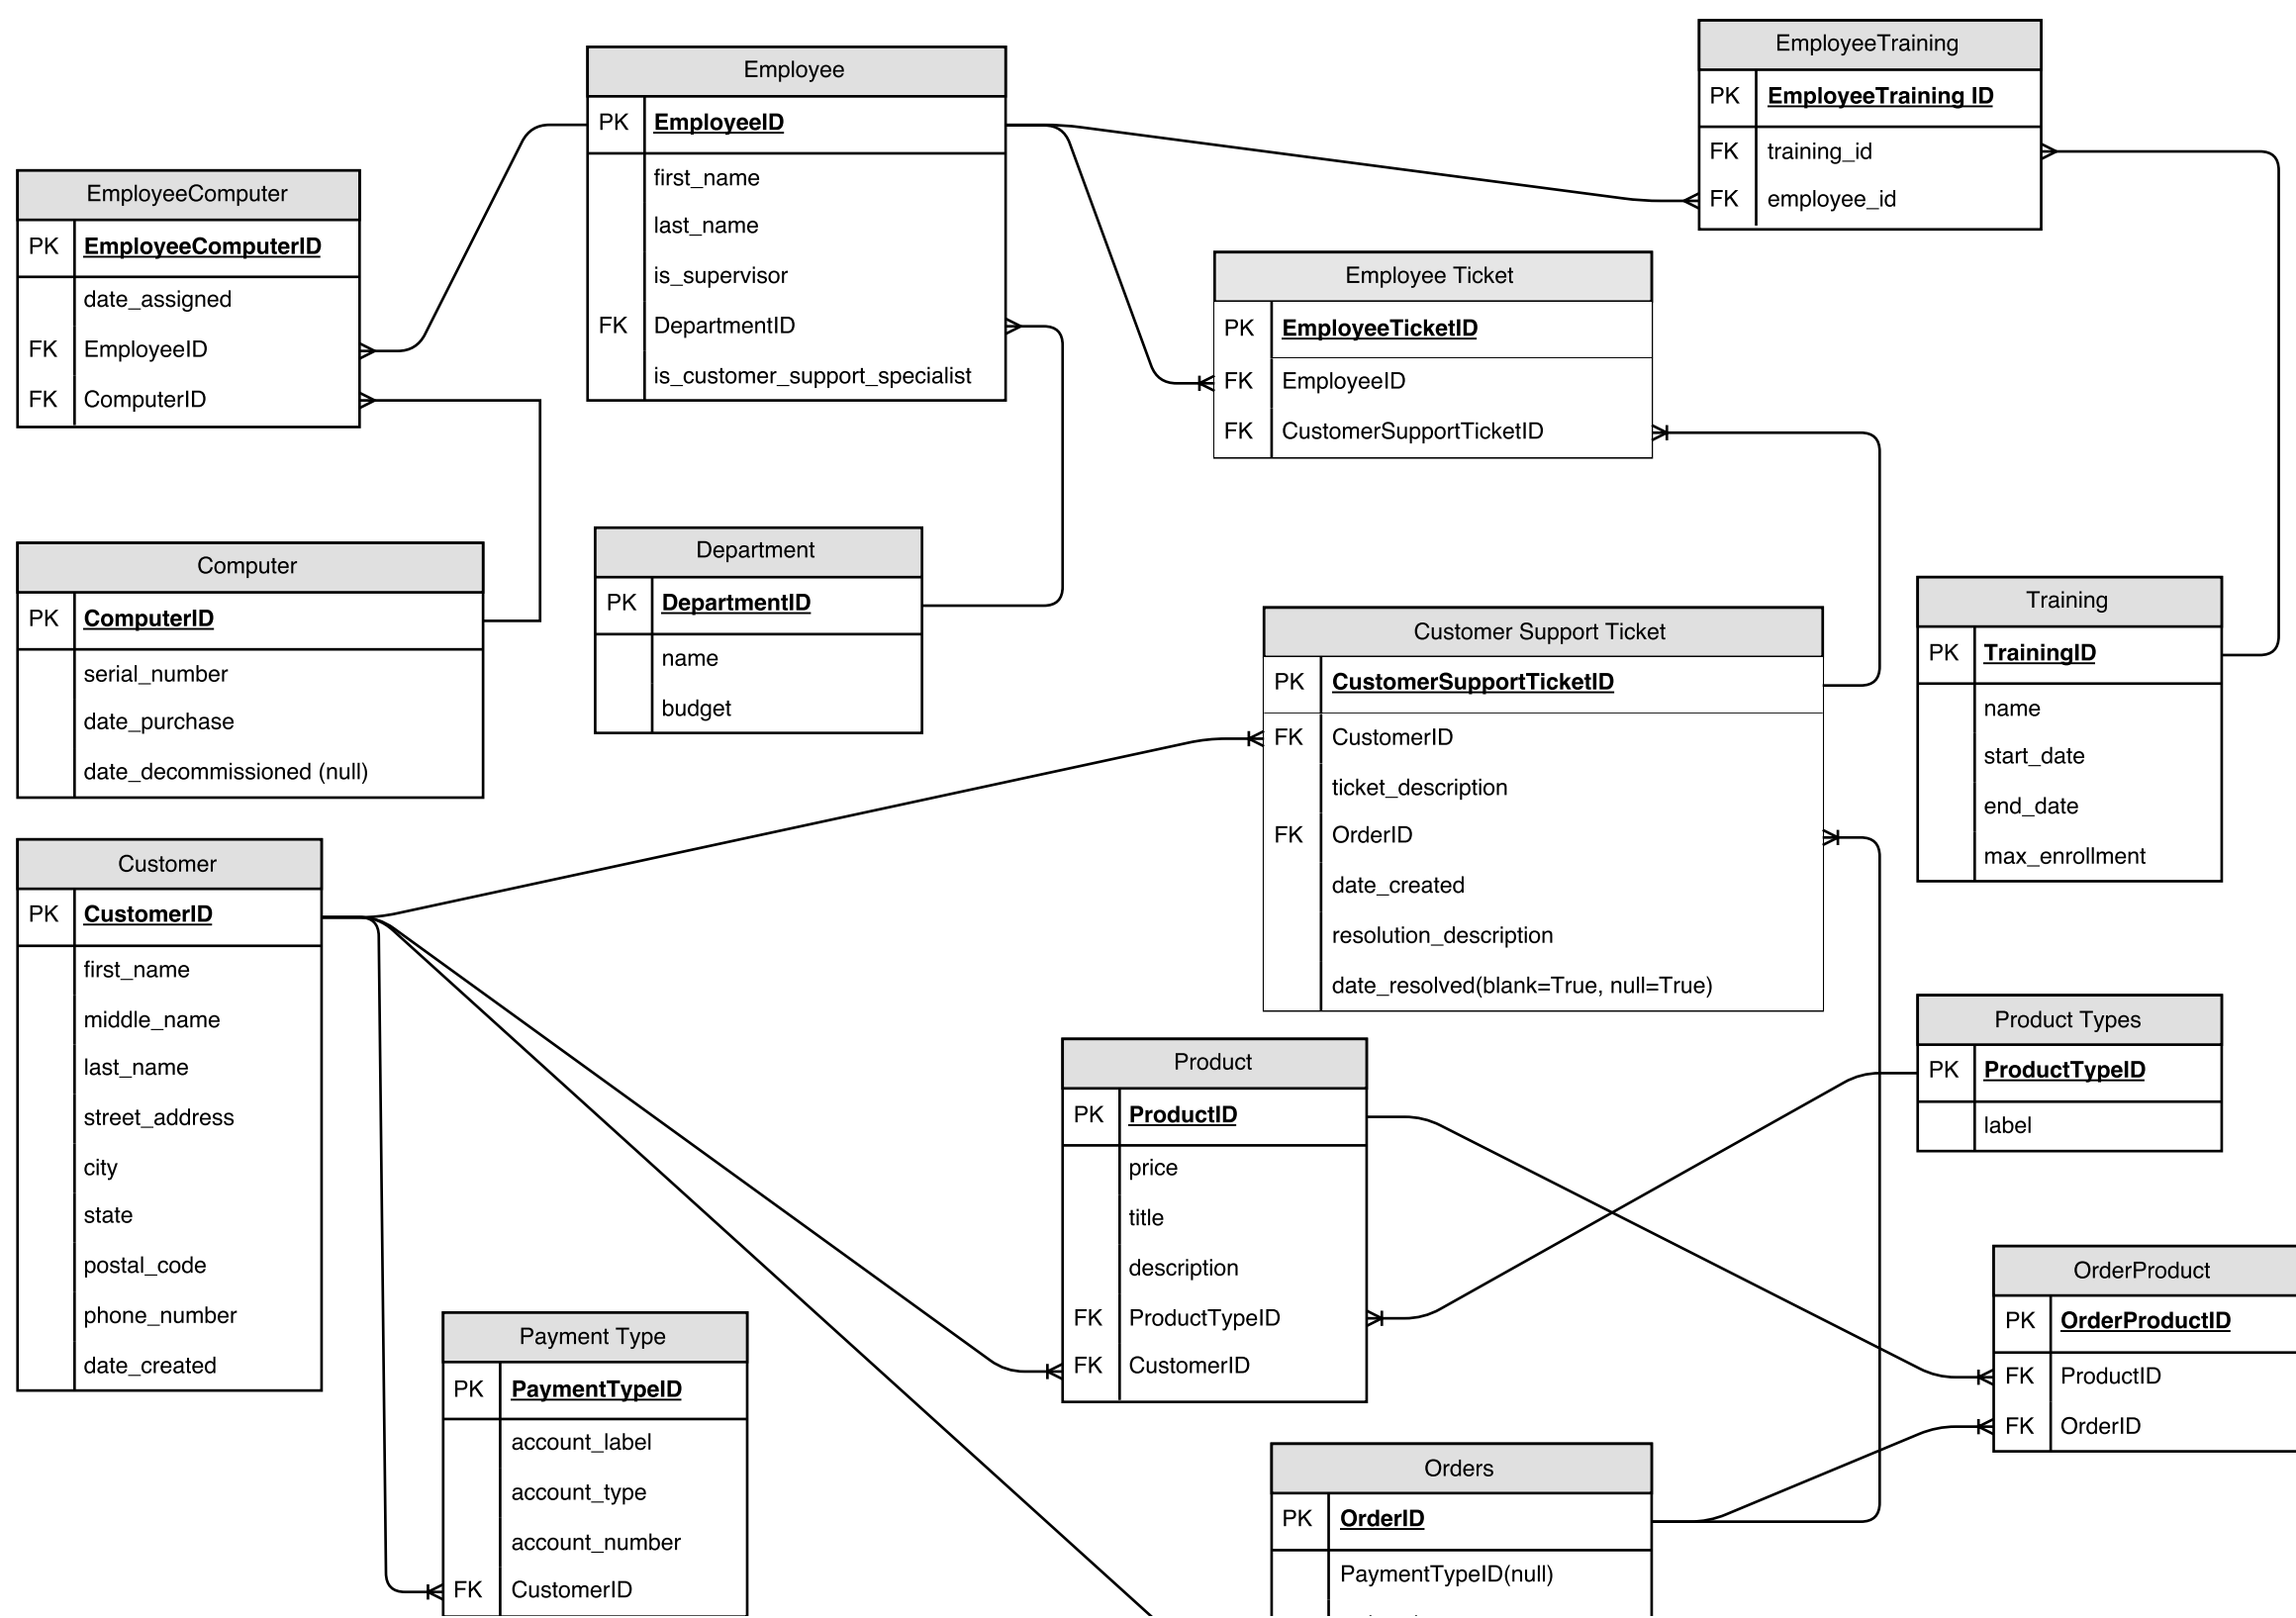 EmployeeTraining
PK EmployeeTraining ID
FK training_id
FK employee_id
Employee
PK EmployeeID
first_name
last_name
is_supervisor
FK DepartmentID
is_customer_support_specialist
EmployeeComputer
PK EmployeeComputerID
date_assigned
FK EmployeeID
FK ComputerID
Employee Ticket
PK EmployeeTicketID
FK EmployeeID
FK CustomerSupportTicketID
Computer
PK ComputerID
serial_number
date_purchase
date_decommissioned (null)
Department
PK DepartmentID
name
budget
Customer Support Ticket
PK CustomerSupportTicketID
FK CustomerID
ticket_description
FK OrderID
date_created
resolution_description
date_resolved(blank=True, null=True)
Training
PK TrainingID
name
start_date
end_date
max_enrollment
Customer
PK CustomerID
first_name
middle_name
last_name
street_address
city
state
postal_code
phone_number
date_created
Product
PK ProductID
price
title
description
FK ProductTypeID
FK CustomerID
Product Types
PK ProductTypeID
label
OrderProduct
PK OrderProductID
FK ProductID
FK OrderID
Payment Type
PK PaymentTypeID
account_label
account_type
account_number
FK CustomerID
Orders
PK OrderID
PaymentTypeID(null)